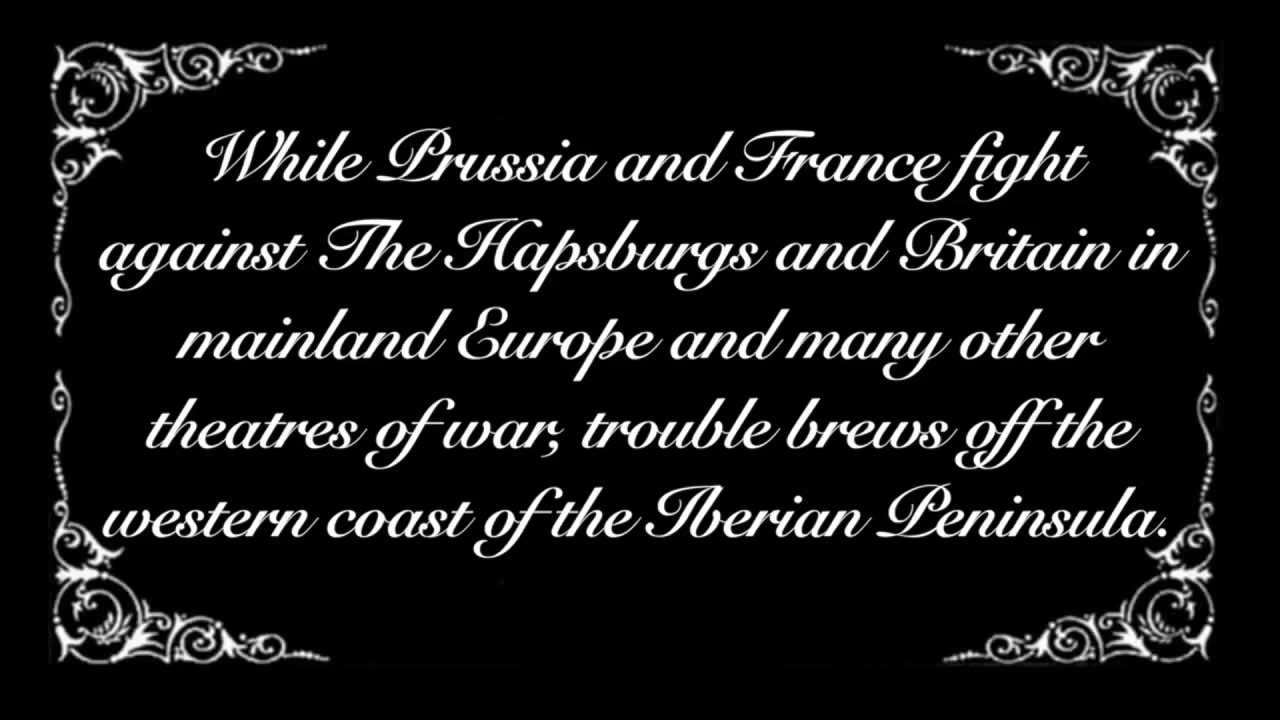 While Prussia and France fight
against The Hapsburgs and Britain in
mainland Europe and many other
theatres of war, trouble brews off the
western coast of the Iberian Peninsula.